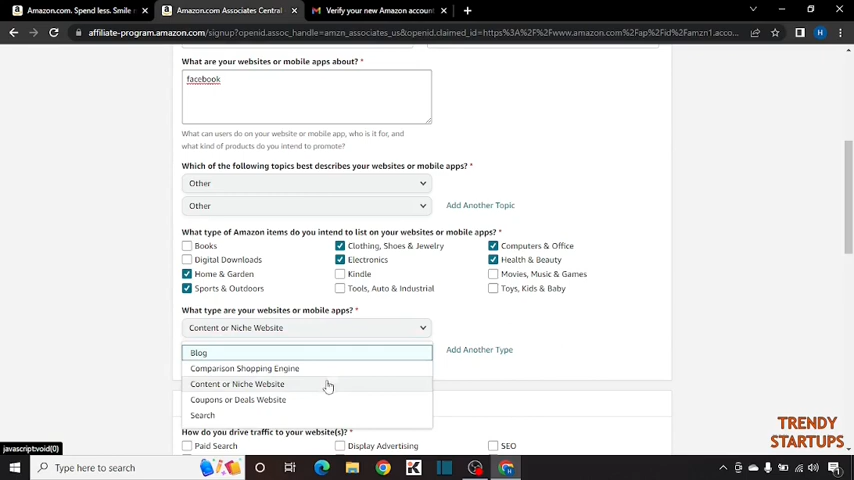 Amazon.com. Spend less. Smile
Amazon.com Associates Central
Verify your new Amazon account
affiliate-program.amazon.com/signup?openid.assoc_handle=amzn_associates_us&openid.claimed_id=https%3A%2F%2Fwww.amazon.com%2Fap%2Fid%2Famzn1.acco...
H
What are your websites or mobile apps about? *
facebook
What can users do on your website or mobile app, who is it for, and
what kind of products do you intend to promote?
Which of the following topics best describes your websites or mobile apps? *
Other
Other
Add Another Topic
What type of Amazon items do you intend to list on your websites or mobile apps? *
Books Clothing, Shoes & Jewelry Computers & Office
Digital Downloads Electronics Health & Beauty
Home & Garden Kindle Movies, Music & Games
Sports & Outdoors Tools, Auto & Industrial Toys, Kids & Baby
What type are your websites or mobile apps? *
Content or Niche Website
Blog
Add Another Type
Comparison Shopping Engine
Content or Niche Website
Coupons or Deals Website
Search
How do you drive traffic to your website(s)? *
Paid Search Display Advertising SEO
javascript:void(0)
TRENDY
STARTUPS
Type here to search